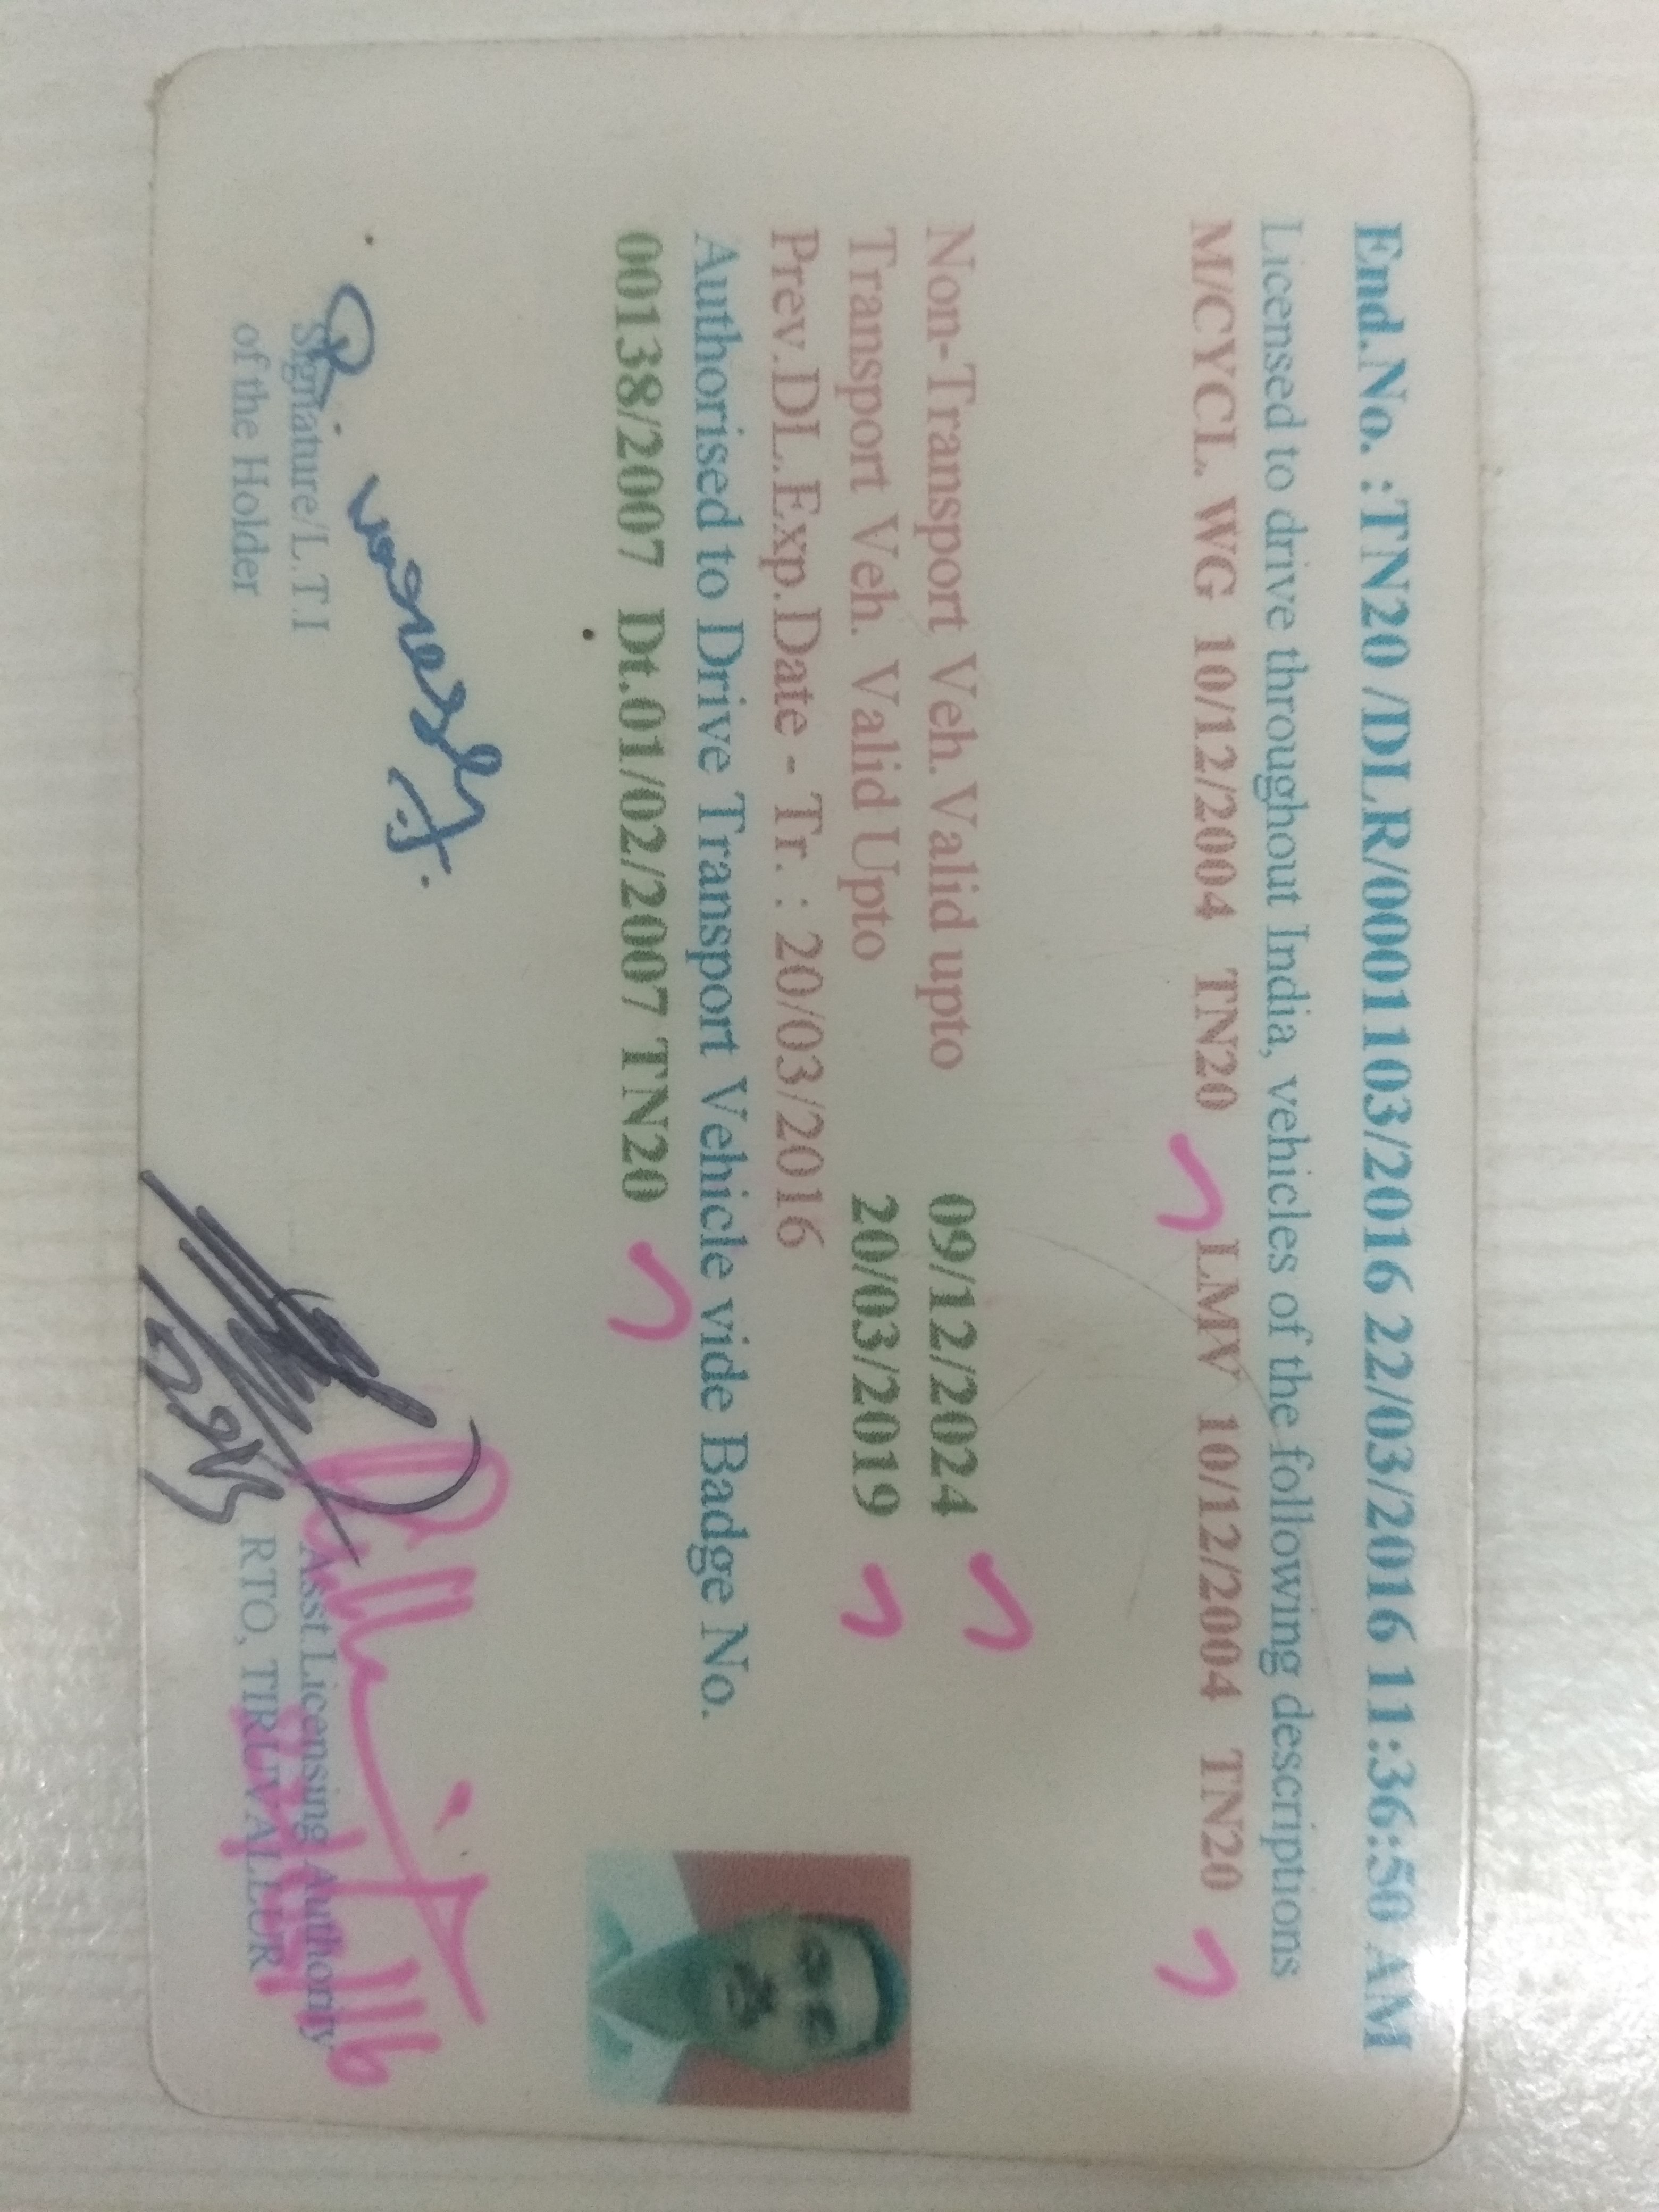 End.No. :TN20 /DLR/0001103/2016 22/03/2016 11:36:50 AM
Licensed to drive throughout India, vehicles of the following descriptions
M/CYCL. WG 10/12/2004 TN20 LMV 10/12/2004 TN20
Non-Transport Veh.Valid upto 09/12/2024
Transport Veh. Valid Upto 20/03/2019
Prev.DL.Exp.Date - Tr. : 20/03/2016
Authorised to Drive Transport Vehicle vide Badge No.
00138/2007 Dt.01/02/2007 TN20
Signature/L.T.I
of the Holder
Asst.Licensing Authority
RTO, TIRUVALLUR